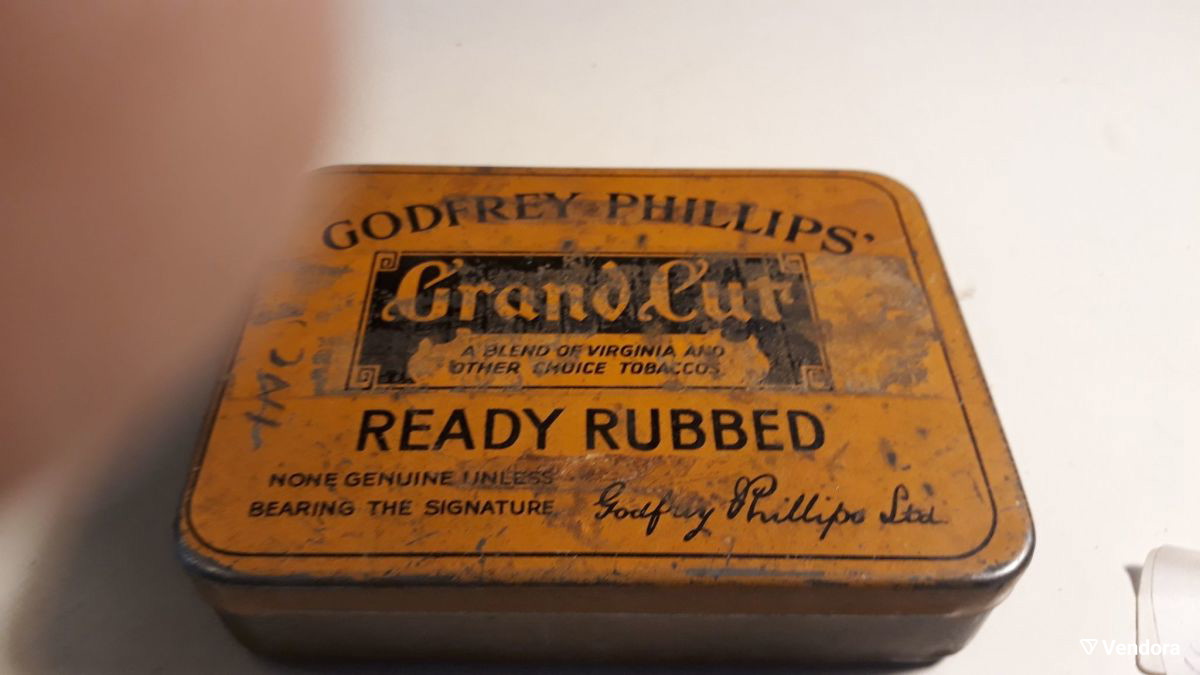 GODFREY PHILLIPS'
Grand Cut
A BLEND OF VIRGINIA AND
OTHER CHOICE TOBACCOS
READY RUBBED
NONE GENUINE UNLESS
BEARING THE SIGNATURE
Godfrey Phillips Ltd.
Vendora